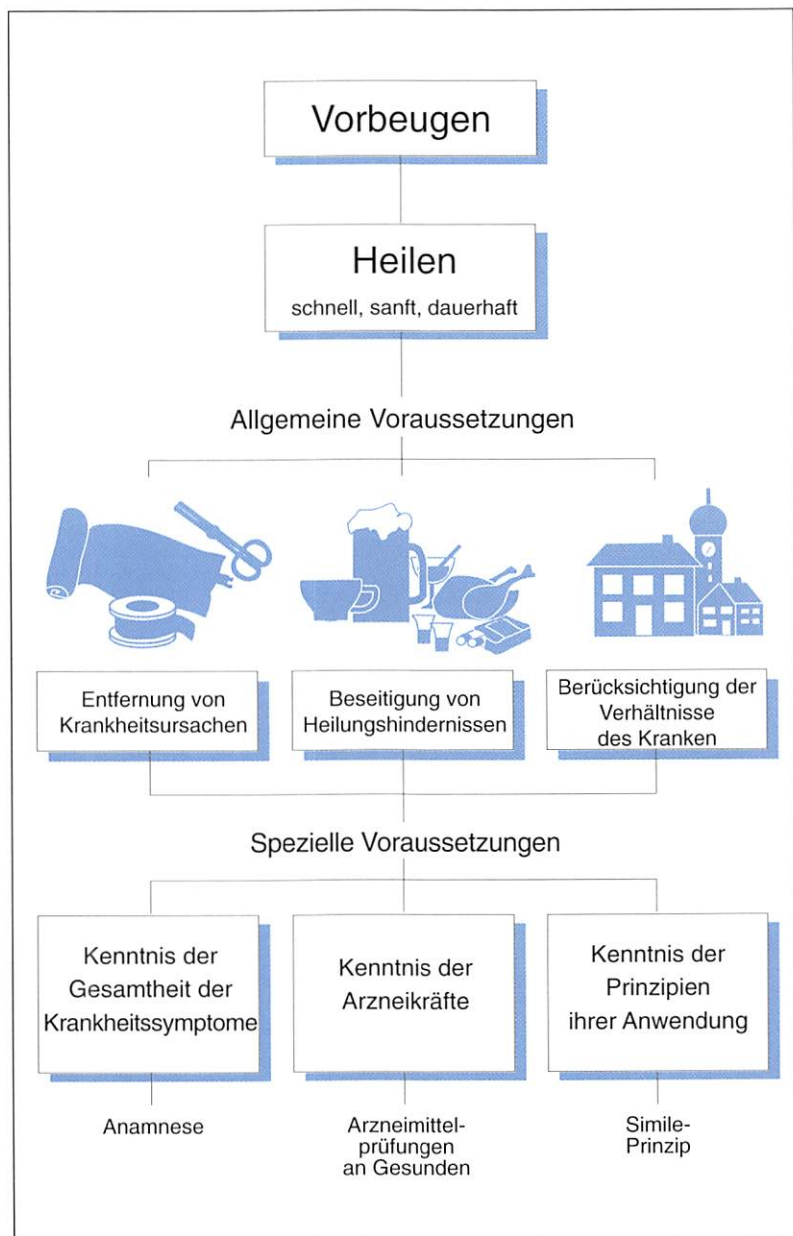 Vorbeugen
Heilen
schnell, sanft, dauerhaft
Allgemeine Voraussetzungen
Entfernung von
Krankheitsursachen
Beseitigung von
Heilungshindernissen
Berücksichtigung der
Verhältnisse
des Kranken
Spezielle Voraussetzungen
Kenntnis der
Gesamtheit der
Krankheitssymptome
Kenntnis der
Arzneikräfte
Kenntnis der
Prinzipien
ihrer Anwendung
Anamnese
Arzneimittel-
prüfungen
an Gesunden
Simile-
Prinzip